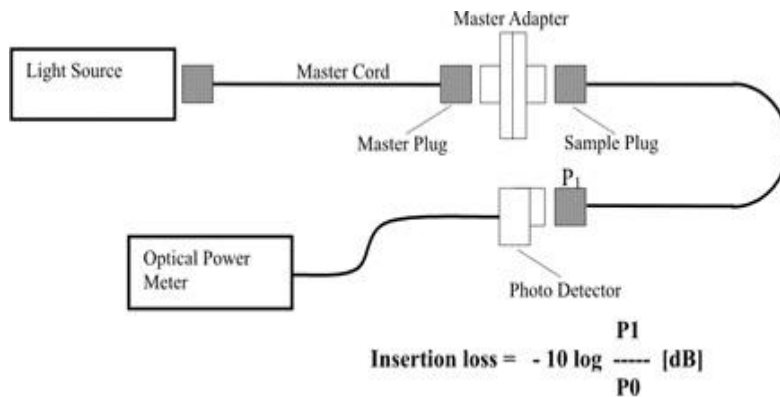 Master Adapter
Light Source
Master Cord
Master Plug
Sample Plug
P₁
Optical Power
Meter
Photo Detector
P1
Insertion loss = - 10 log ----- [dB]
P0